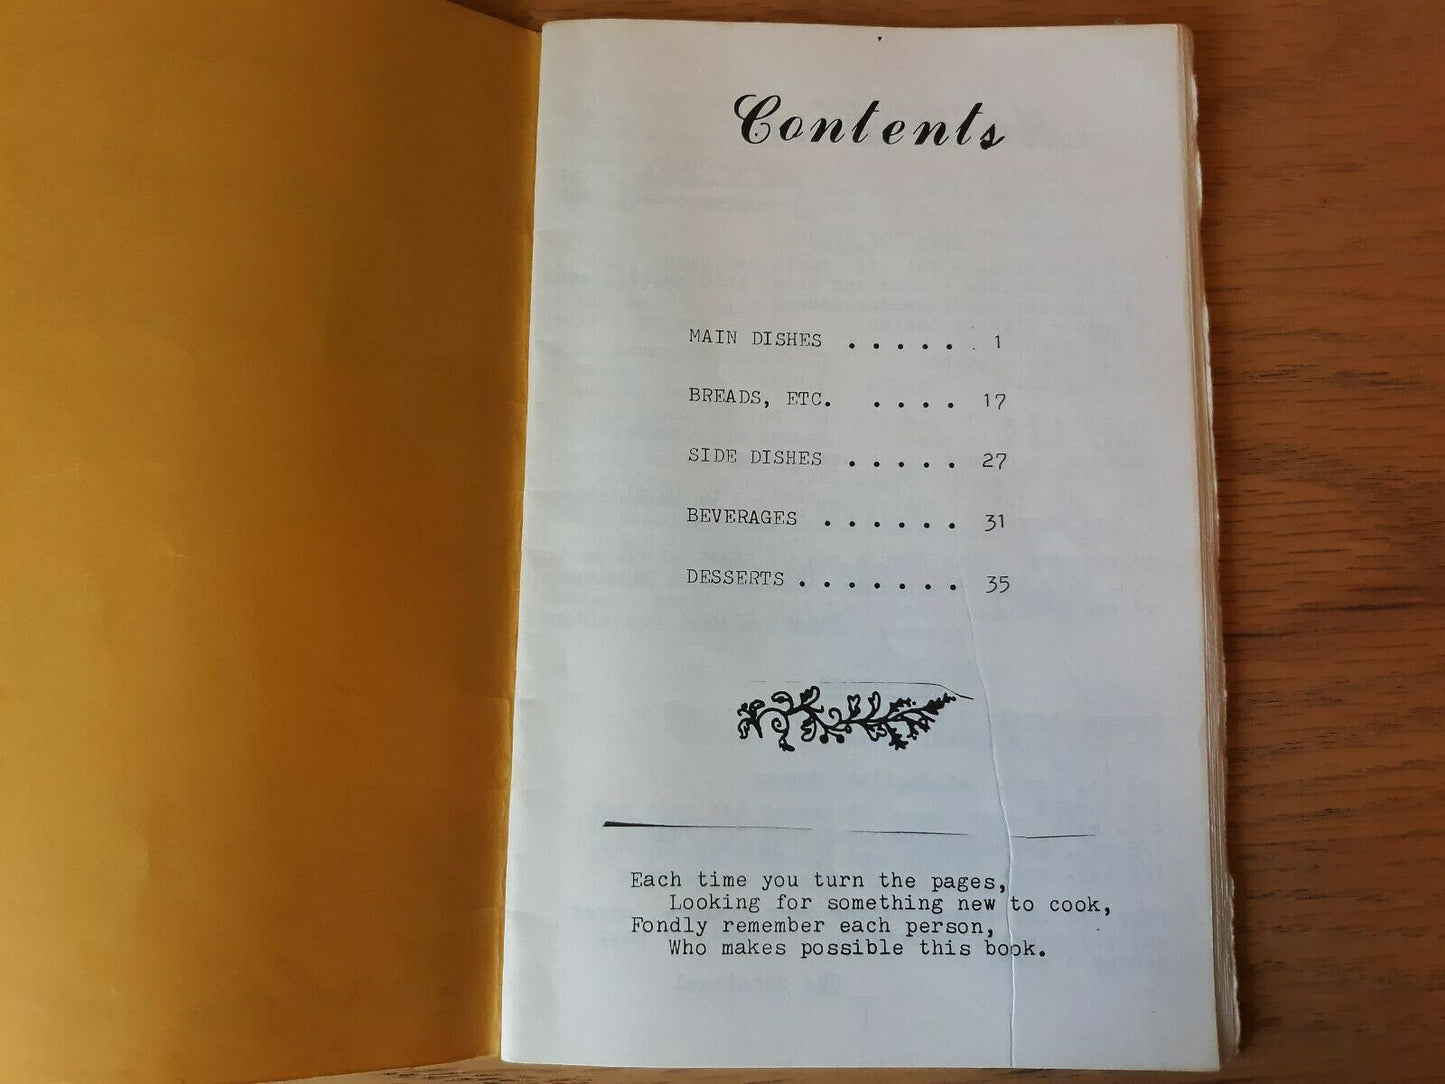 Contents
MAIN DISHES . . . . . . 1
BREADS, ETC. . . . . 17
SIDE DISHES . . . . . 27
BEVERAGES . . . . . . 31
DESSERTS . . . . . . . 35
Each time you turn the pages,
Looking for something new to cook,
Fondly remember each person,
Who makes possible this book.